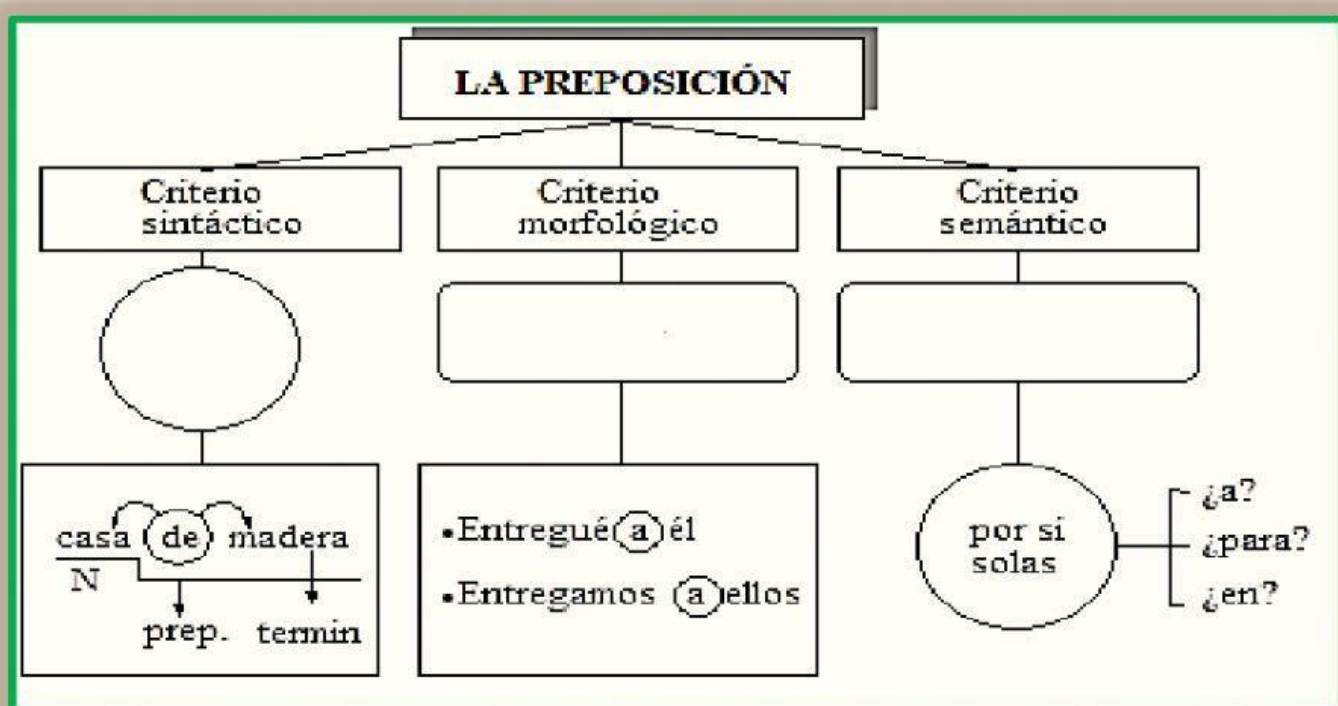 LA PREPOSICIÓN
Criterio
sintáctico
Criterio
morfológico
Criterio
semántico
casa de madera
N
prep. termin
•Entregué a él
•Entregamos a ellos
por si
solas
¿a?
¿para?
¿en?